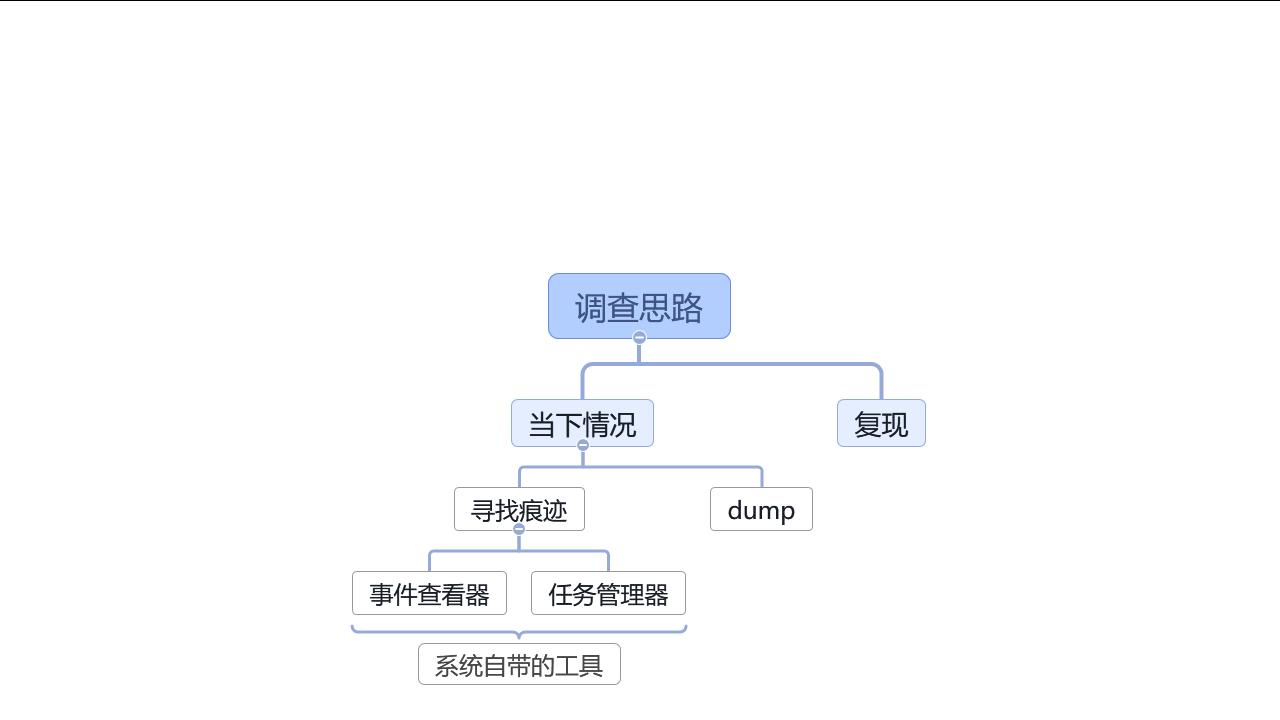 调查思路
当下情况
复现
寻找痕迹
dump
事件查看器
任务管理器
系统自带的工具